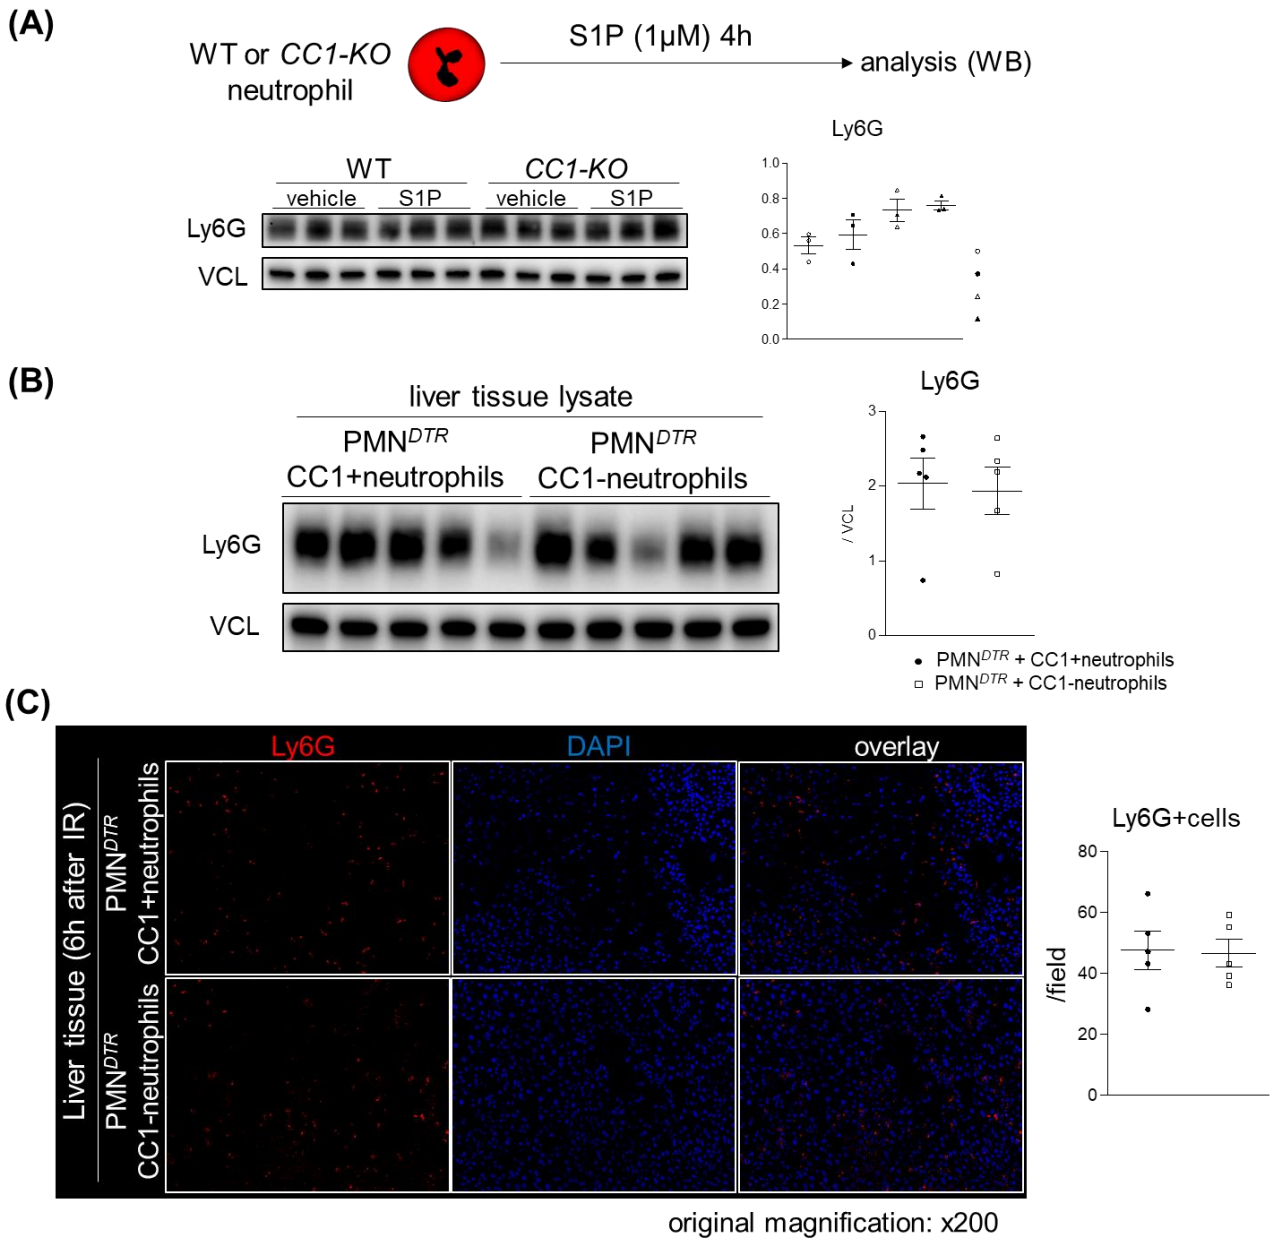 (A)
WT or CC1-KO
neutrophil
S1P (1µM) 4h
analysis (WB)
WT
CC1-KO
vehicle
S1P
vehicle
S1P
Ly6G
VCL
Ly6G
1.0
0.8
0.6
0.4
0.2
0.0
(B)
liver tissue lysate
PMNDTR
CC1+neutrophils
PMNDTR
CC1-neutrophils
Ly6G
VCL
Ly6G
3
2
1
0
/ VCL
PMNDTR + CC1+neutrophils
PMNDTR + CC1-neutrophils
(C)
Ly6G
DAPI
overlay
Liver tissue (6h after IR)
PMNDTR
CC1+neutrophils
PMNDTR
CC1-neutrophils
original magnification: x200
Ly6G+cells
80
60
40
20
0
/field